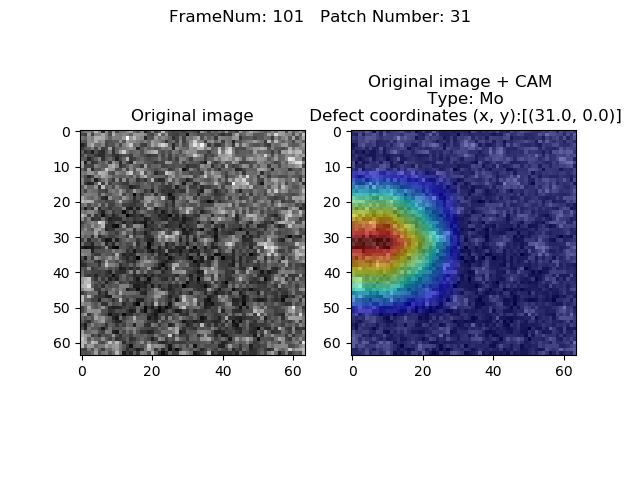 FrameNum: 101   Patch Number: 31
Original image
Original image + CAM
Type: Mo
Defect coordinates (x, y):[(31.0, 0.0)]
0
10
20
30
40
50
60
0 20 40 60
0
10
20
30
40
50
60
0 20 40 60